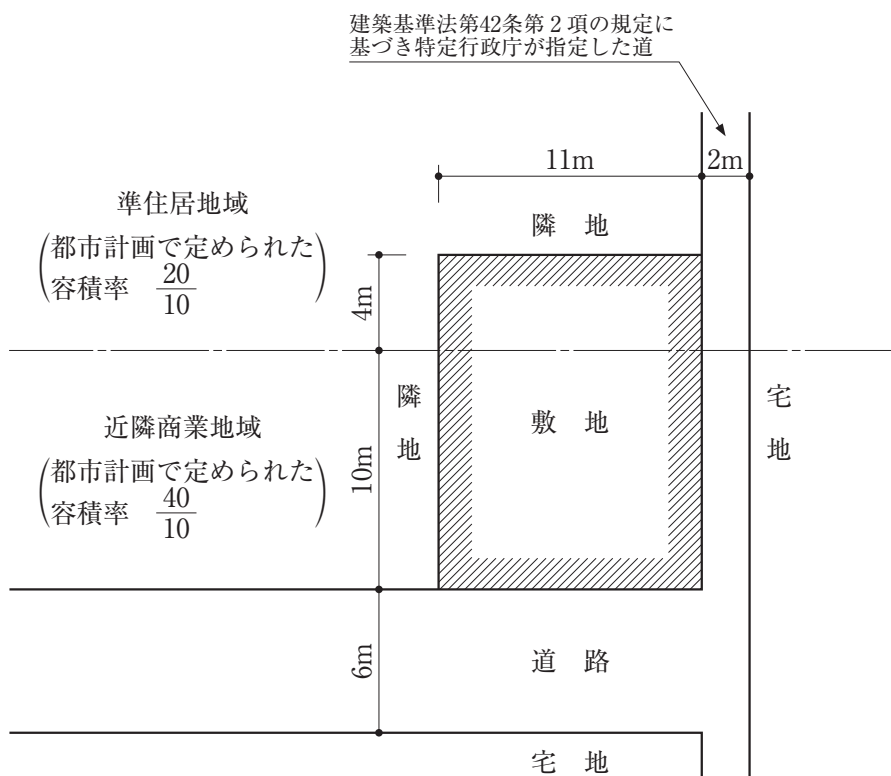 建築基準法第42条第２項の規定に
基づき特定行政庁が指定した道
11m
2m
準住居地域
都市計画で定められた
容積率 20/10
隣 地
4m
近隣商業地域
都市計画で定められた
容積率 40/10
10m
隣
地
敷 地
宅
地
6m
道 路
宅 地